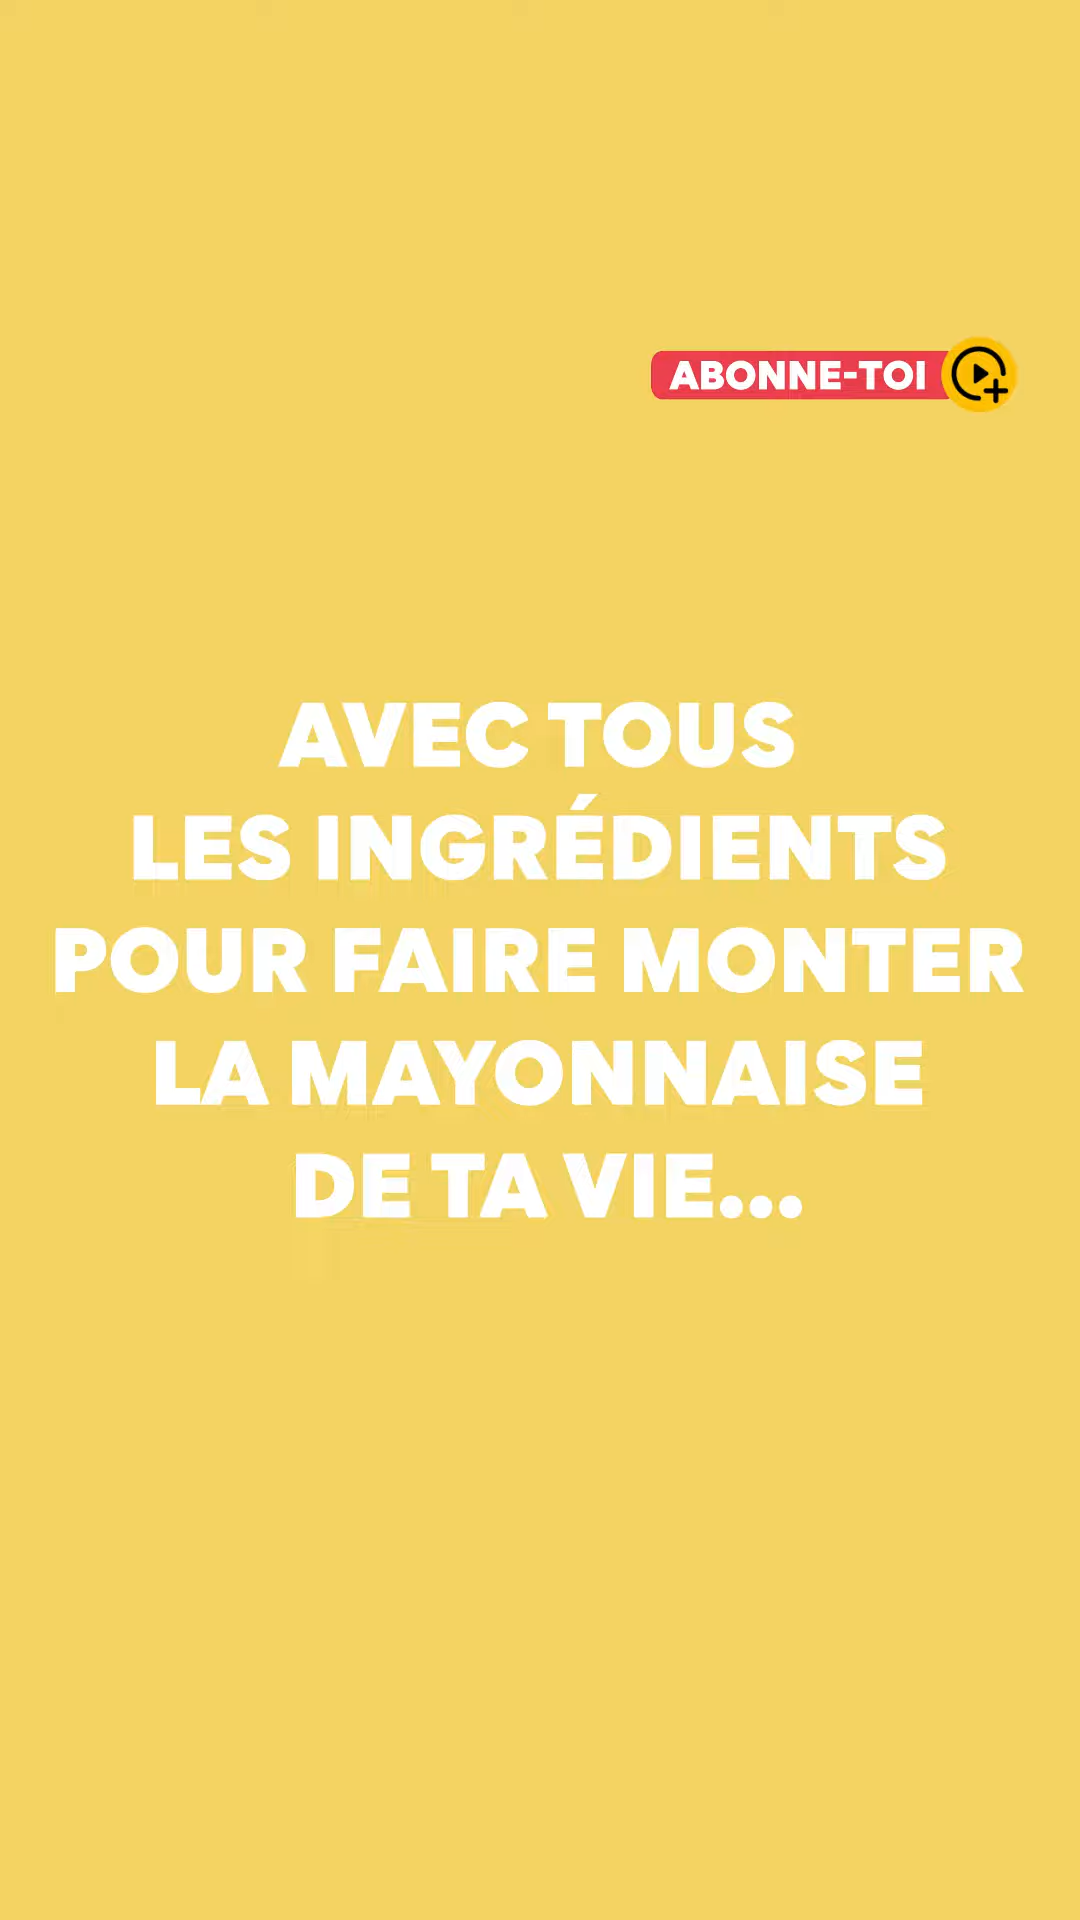 ABONNE-TOI
AVEC TOUS
LES INGRÉDIENTS
POUR FAIRE MONTER
LA MAYONNAISE
DE TA VIE...